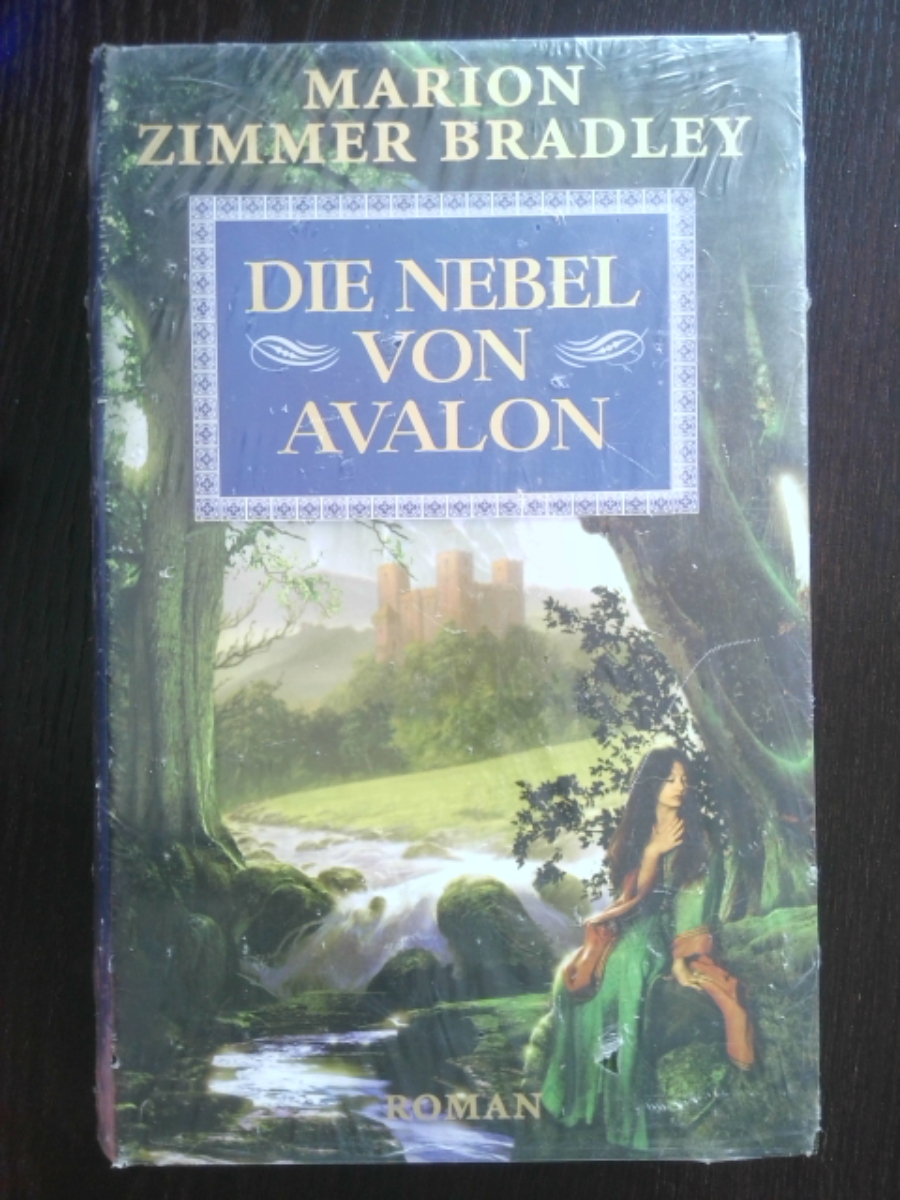 MARION
ZIMMER BRADLEY
DIE NEBEL
VON
AVALON
ROMAN